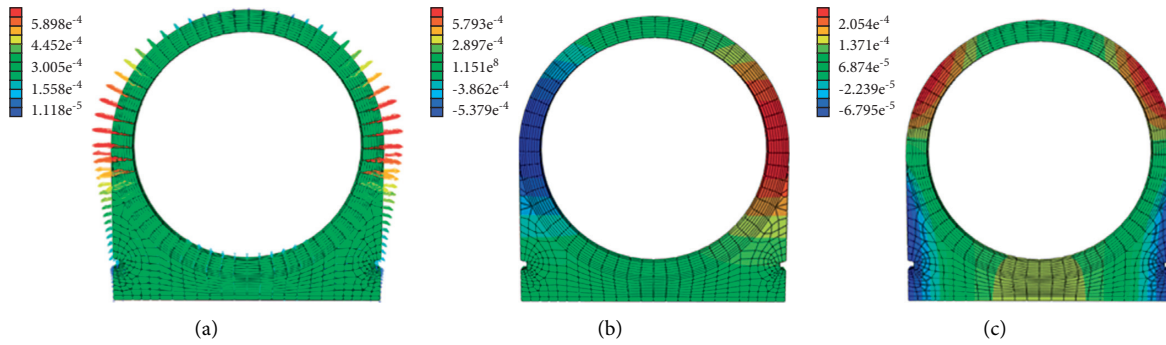 5.898e⁻⁴
4.452e⁻⁴
3.005e⁻⁴
1.558e⁻⁴
1.118e⁻⁵
5.793e⁻⁴
2.897e⁻⁴
1.151e⁸
-3.862e⁻⁴
-5.379e⁻⁴
2.054e⁻⁴
1.371e⁻⁴
6.874e⁻⁵
-2.239e⁻⁵
-6.795e⁻⁵
(a)
(b)
(c)